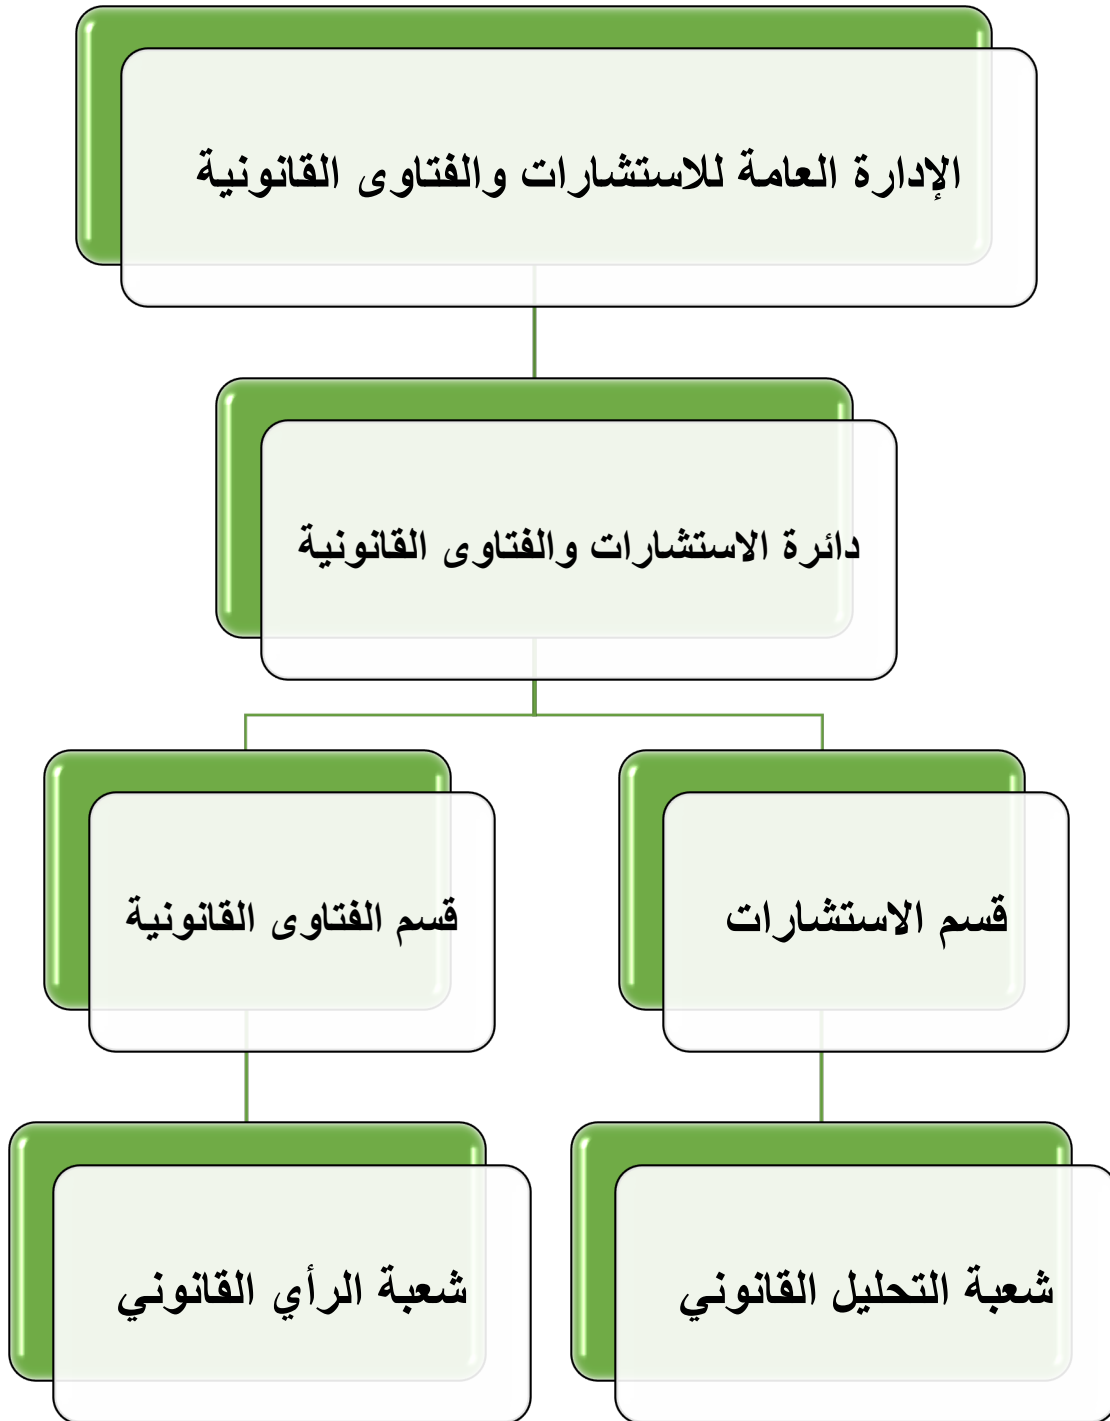 الإدارة العامة للاستشارات والفتاوى القانونية
دائرة الاستشارات والفتاوى القانونية
قسم الاستشارات
قسم الفتاوى القانونية
شعبة التحليل القانوني
شعبة الرأي القانوني